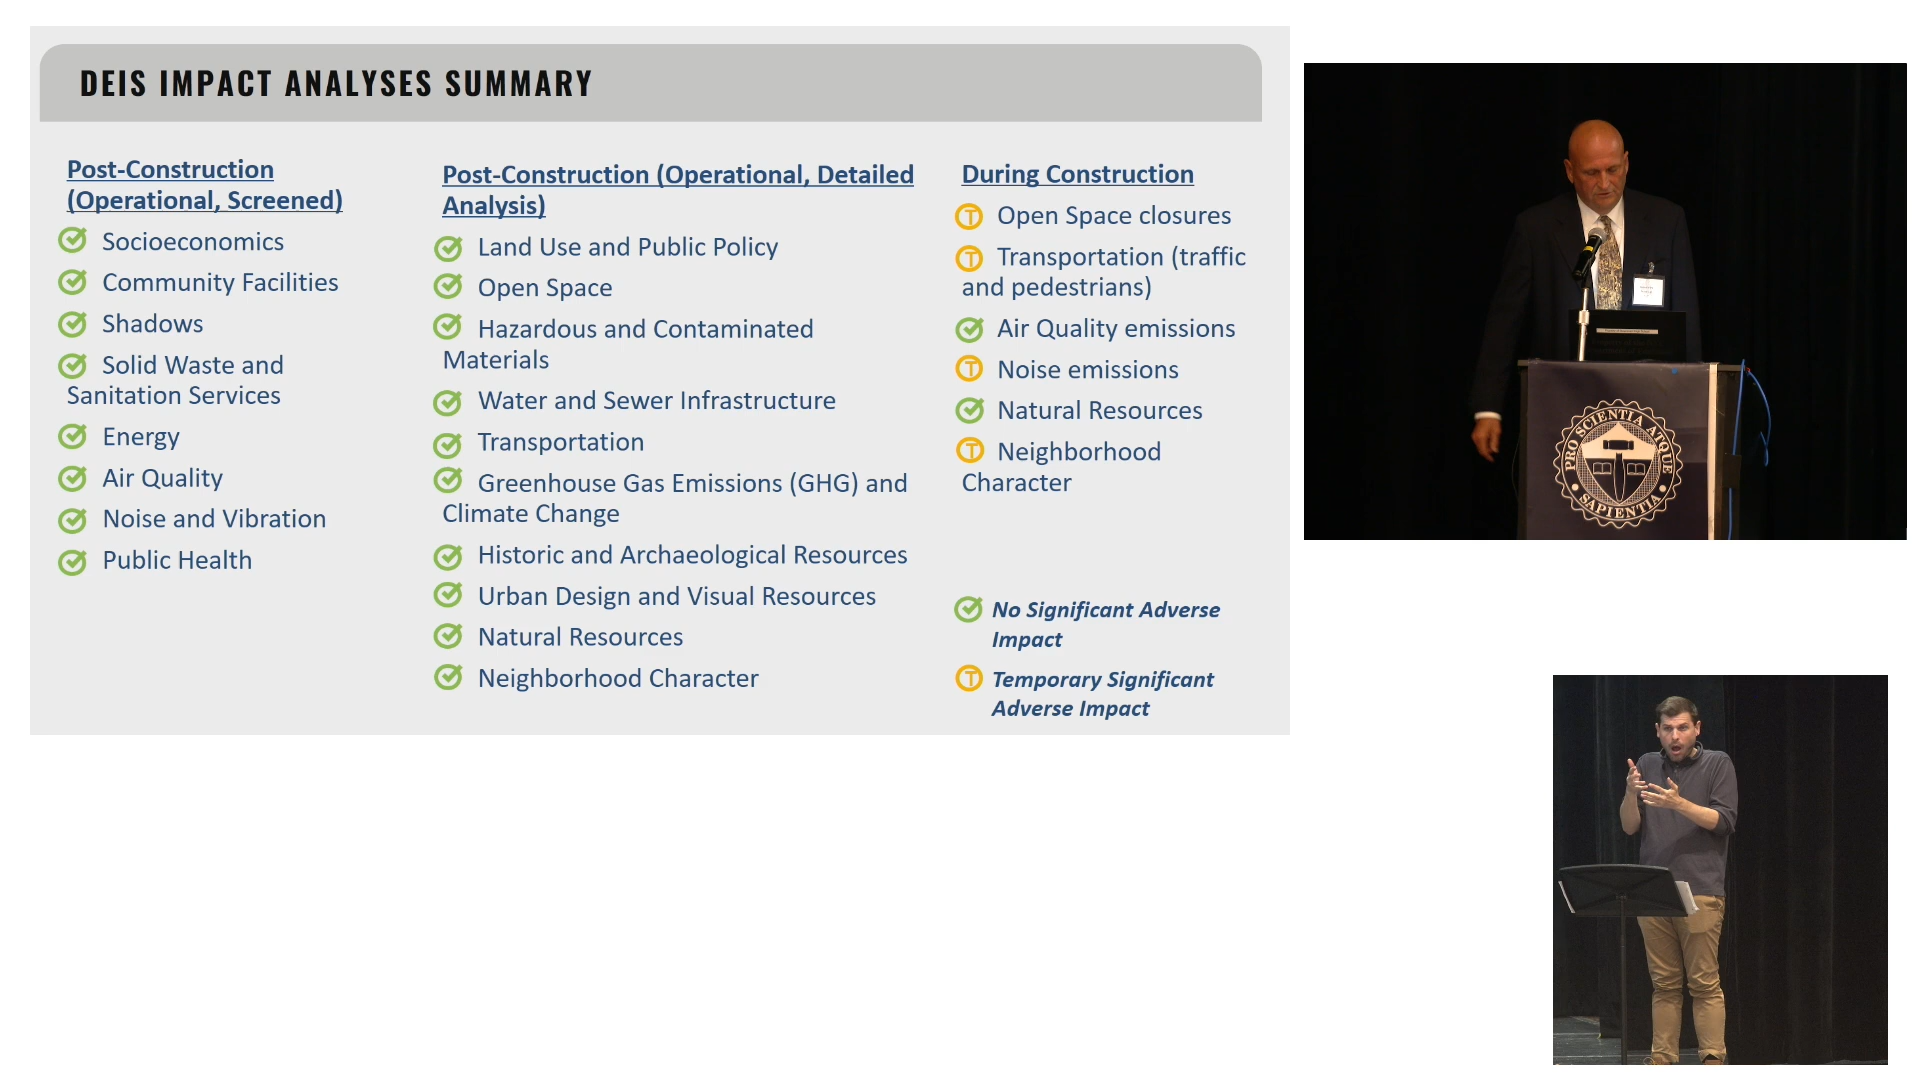 DEIS IMPACT ANALYSES SUMMARY
Post-Construction
(Operational, Screened)
Socioeconomics
Community Facilities
Shadows
Solid Waste and
Sanitation Services
Energy
Air Quality
Noise and Vibration
Public Health
Post-Construction (Operational, Detailed
Analysis)
Land Use and Public Policy
Open Space
Hazardous and Contaminated
Materials
Water and Sewer Infrastructure
Transportation
Greenhouse Gas Emissions (GHG) and
Climate Change
Historic and Archaeological Resources
Urban Design and Visual Resources
Natural Resources
Neighborhood Character
During Construction
T Open Space closures
T Transportation (traffic
and pedestrians)
Air Quality emissions
T Noise emissions
Natural Resources
T Neighborhood
Character
No Significant Adverse
Impact
T Temporary Significant
Adverse Impact
PRO SCIENTIA ATQUE
SAPIENTIA